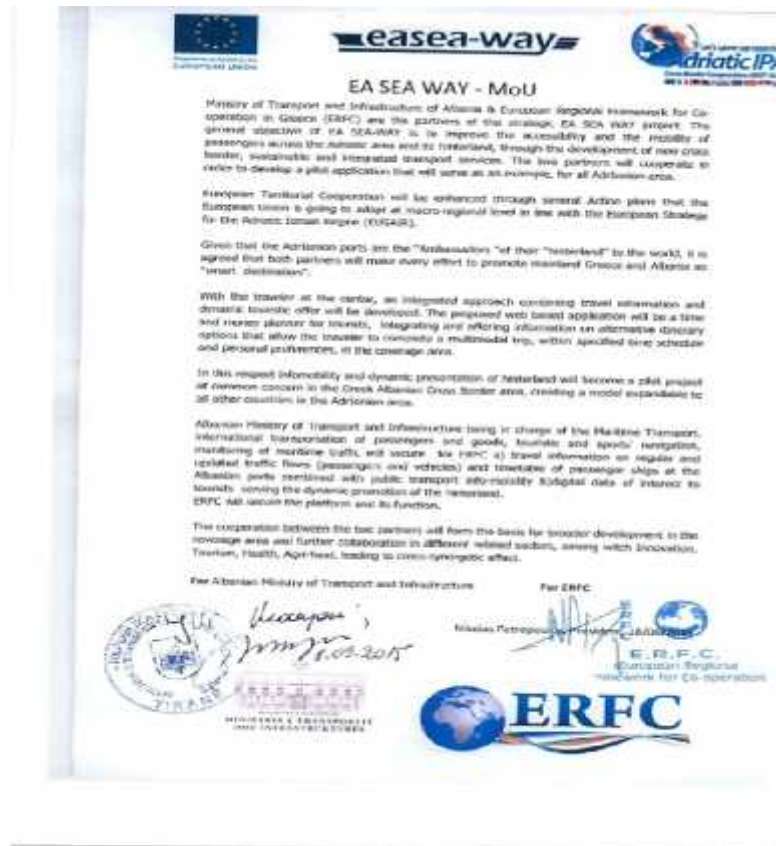 EUROPEAN UNION
easea-way
Adriatic IPA
EA SEA WAY - MoU
Ministry of Transport and Infrastructure of Albania & European Regional Framework for Co-
operation in Greece (ERFC) are the partners of the strategic EA SEA WAY project. The
general objective of EA SEA-WAY is to improve the accessibility and the mobility of
passengers across the Adriatic area and its hinterland, through the development of new cross
border, sustainable and integrated transport services. The two partners will cooperate in
order to develop a pilot application that will serve as an example, for all Adrionian area.
European Territorial Cooperation will be enhanced through several Action plans that the
European Union is going to adopt at macro-regional level in line with the European Strategy
for the Adriatic Ionian Region (EUSAIR).
Given that the Adrionian ports are the "Ambassadors "of their "hinterland" to the world, it is
agreed that both partners will make every effort to promote mainland Greece and Albania as
"smart destination".
With the traveler at the center, an integrated approach combining travel information and
dynamic touristic offer will be developed. The proposed web based application will be a time
and money planner for tourists, integrating and offering information on alternative itinerary
options that allow the traveler to complete a multimodal trip, within specified time schedule
and personal preferences, in the coverage area.
In this respect infomobility and dynamic presentation of hinterland will become a pilot project
of common concern in the Greek Albanian Cross Border area, creating a model expandable to
all other countries in the Adrionian area.
Albanian Ministry of Transport and Infrastructure being in charge of the Maritime Transport,
international transportation of passengers and goods, touristic and sports navigation,
monitoring of maritime traffic will secure for ERFC a) travel information on regular and
updated traffic flows (passengers and vehicles) and timetable of passenger ships at the
Albanian ports combined with public transport info-mobility b)digital data of interest to
tourists serving the dynamic promotion of the hinterland.
ERFC will secure the platform and its function.
The cooperation between the two partners will form the basis for broader development in the
coverage area and further collaboration in different related sectors, among witch Innovation,
Tourism, Health, Agri-food, leading to cross-synergetic effect.
For Albanian Ministry of Transport and Infrastructure For ERFC
Nikolas Petropoulos, President
2015
E.R.F.C.
European Regional
Framework for Co-operation
MINISTRIA E TRANSPORTIT
DHE INFRASTRUKTURËS
ERFC